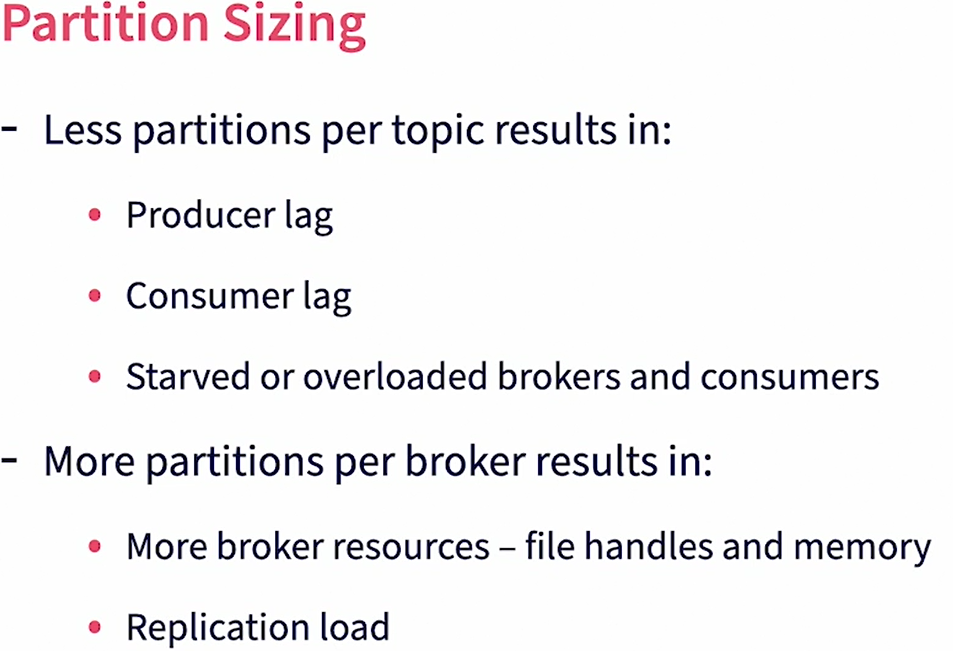 Partition Sizing
- Less partitions per topic results in:
• Producer lag
• Consumer lag
• Starved or overloaded brokers and consumers
- More partitions per broker results in:
• More broker resources – file handles and memory
• Replication load